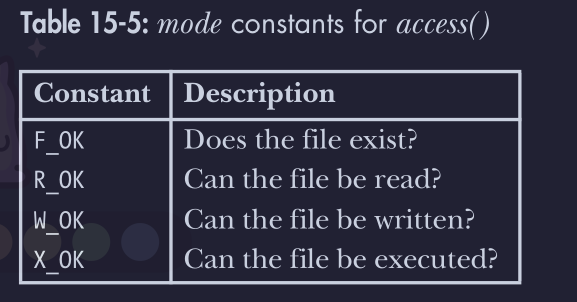 Table 15-5: mode constants for access()
Constant Description
F_OK Does the file exist?
R_OK Can the file be read?
W_OK Can the file be written?
X_OK Can the file be executed?